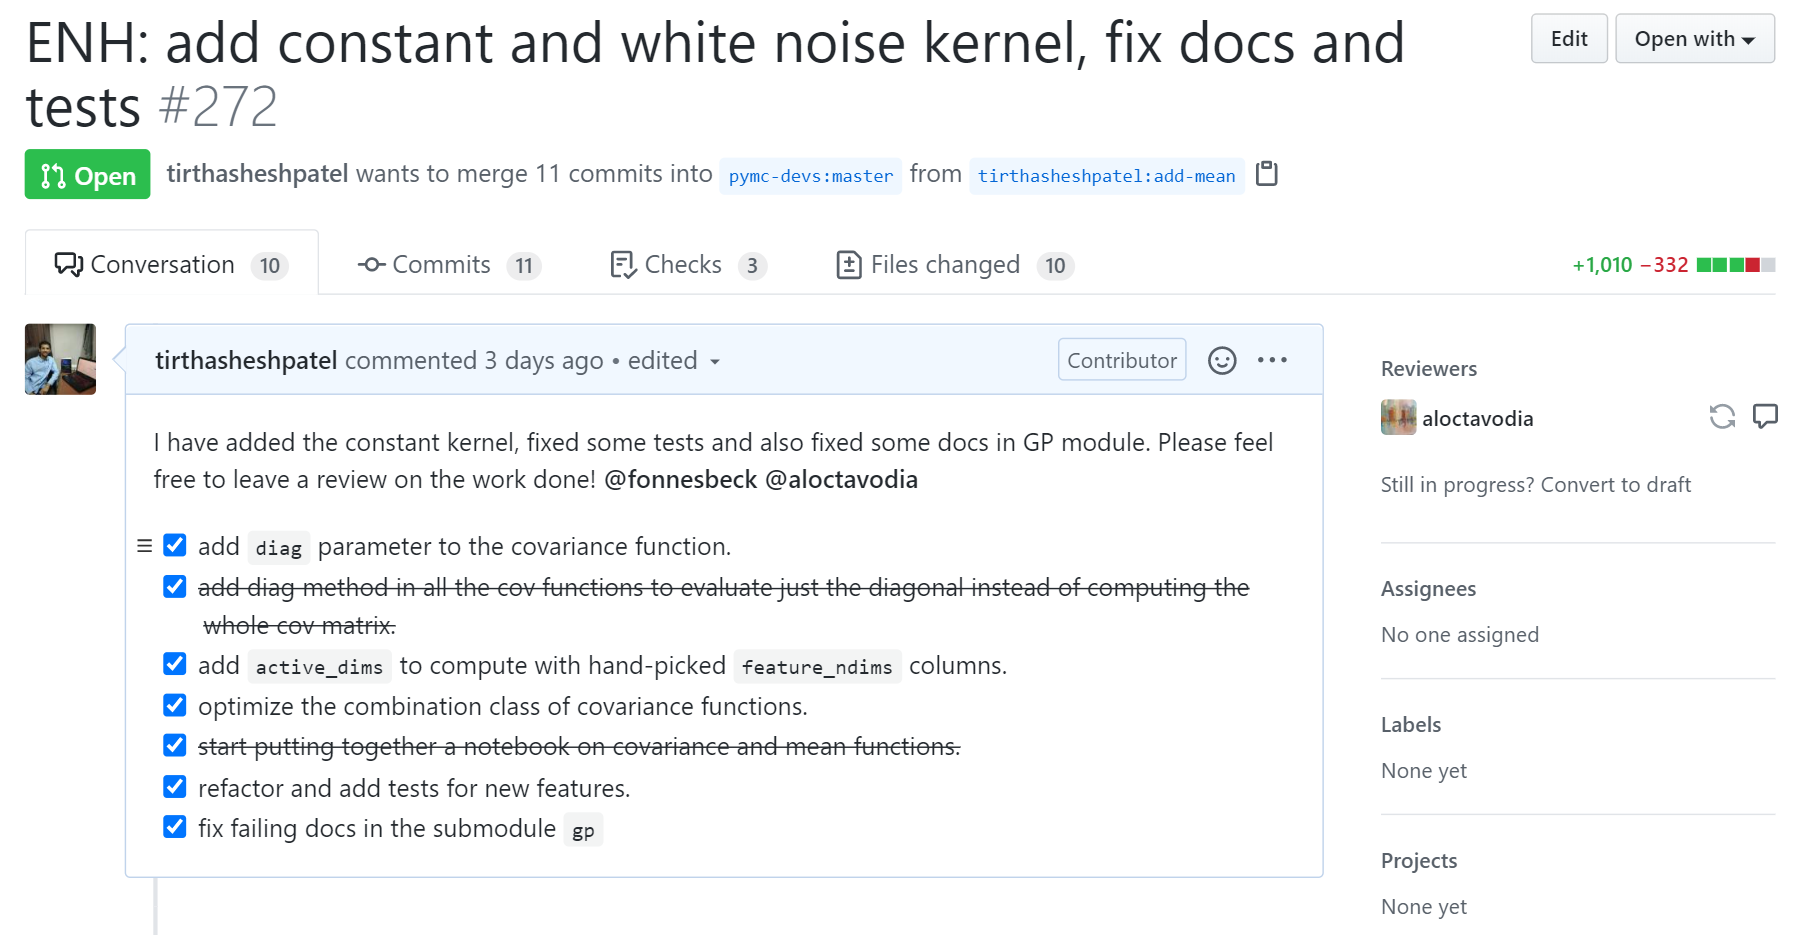 ENH: add constant and white noise kernel, fix docs and
tests #272
Edit
Open with
Open
tirthasheshpatel wants to merge 11 commits into pymc-devs:master from tirthasheshpatel:add-mean
Conversation 10
Commits 11
Checks 3
Files changed 10
+1,010 −332
tirthasheshpatel commented 3 days ago • edited
Contributor
I have added the constant kernel, fixed some tests and also fixed some docs in GP module. Please feel
free to leave a review on the work done! @fonnesbeck @aloctavodia
add diag parameter to the covariance function.
add diag method in all the cov functions to evaluate just the diagonal instead of computing the
whole cov matrix.
add active_dims to compute with hand-picked feature_ndims columns.
optimize the combination class of covariance functions.
start putting together a notebook on covariance and mean functions.
refactor and add tests for new features.
fix failing docs in the submodule gp
Reviewers
aloctavodia
Still in progress? Convert to draft
Assignees
No one assigned
Labels
None yet
Projects
None yet